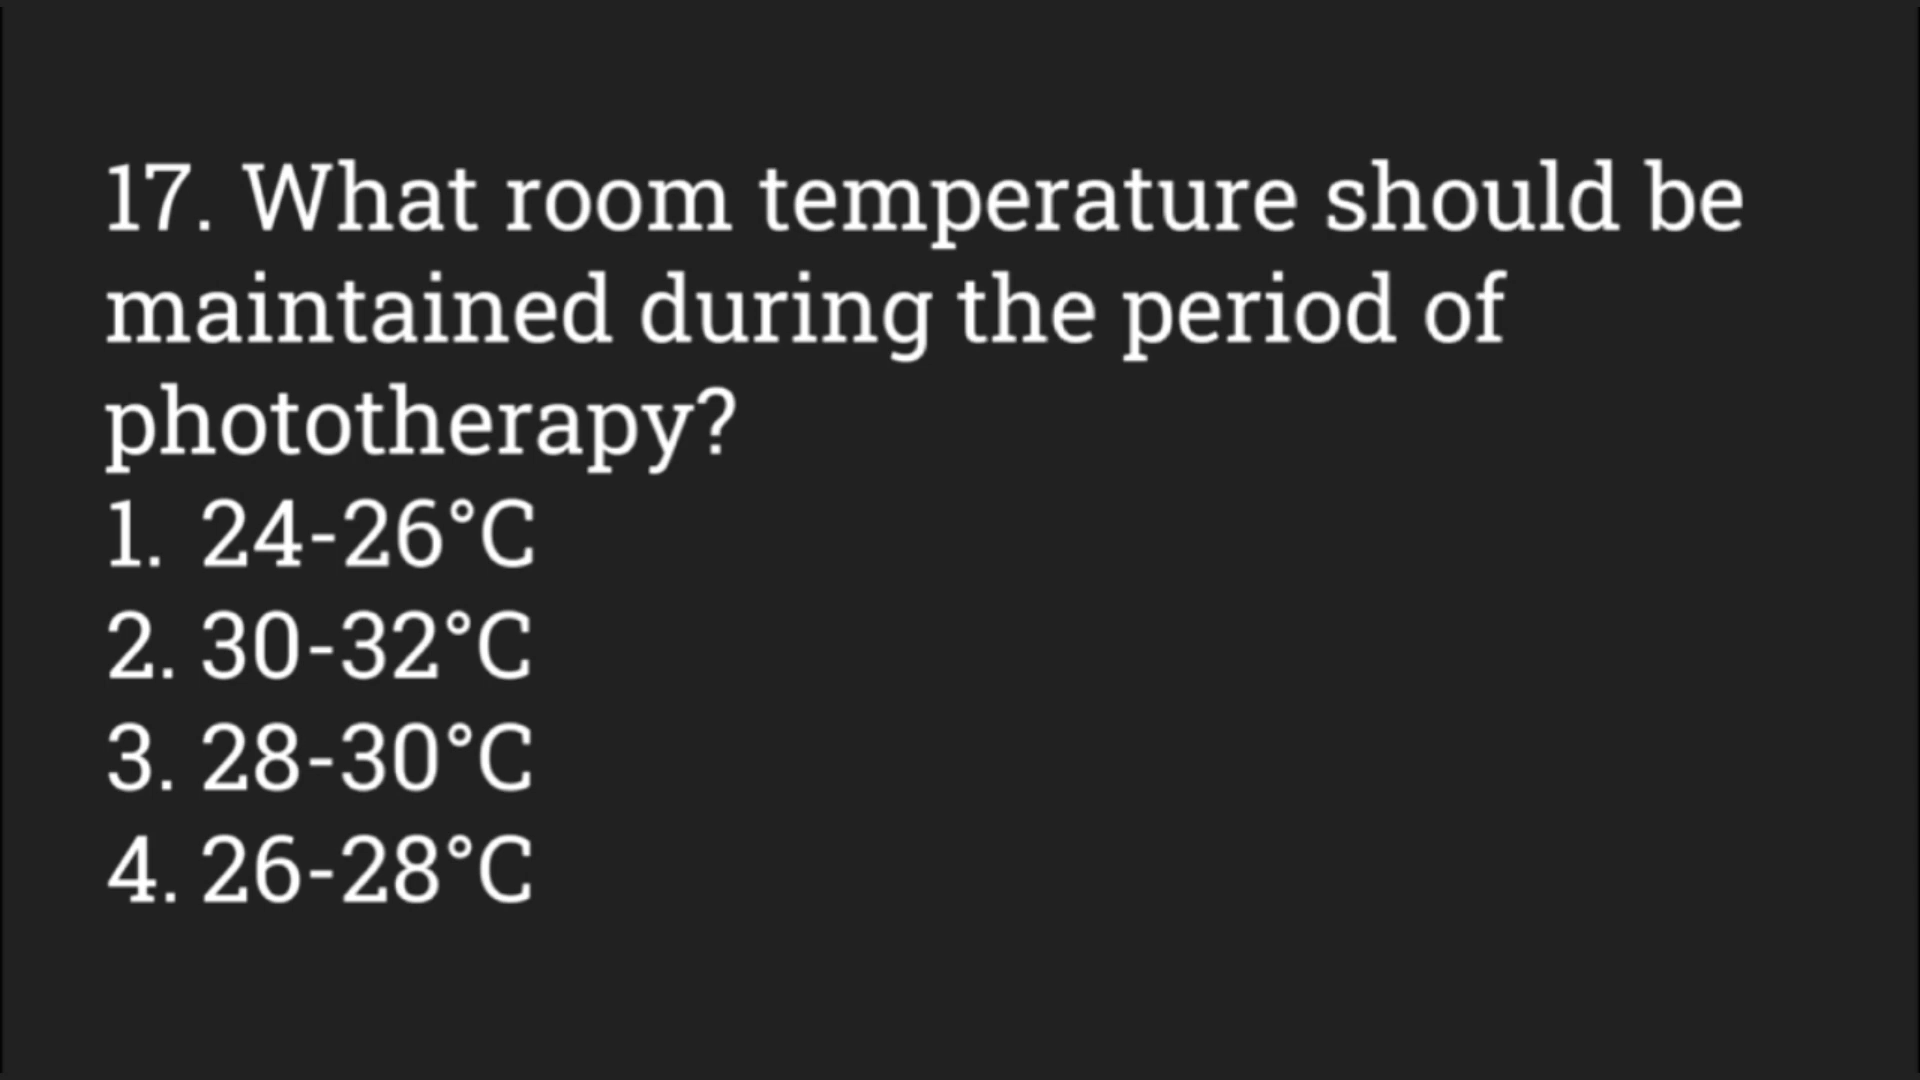 17. What room temperature should be
maintained during the period of
phototherapy?
1. 24-26°C
2. 30-32°C
3. 28-30°C
4. 26-28°C